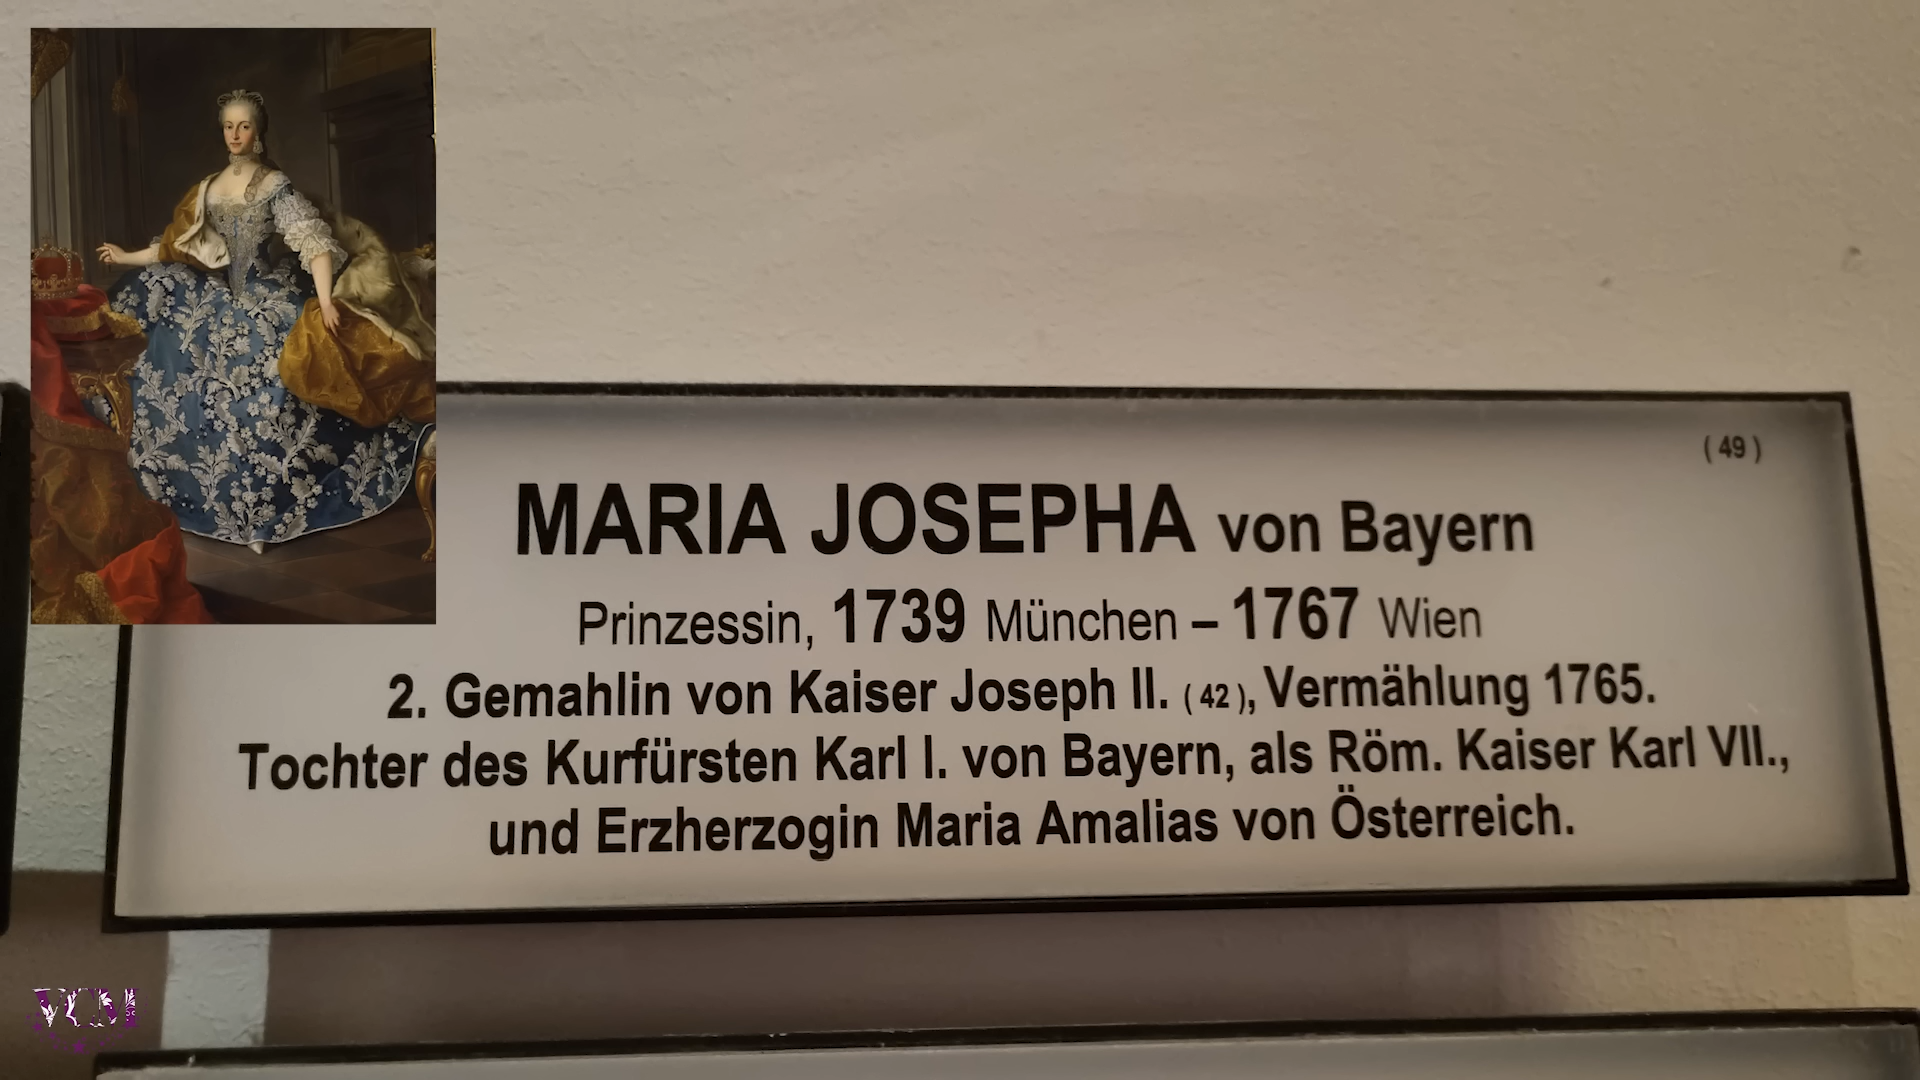 ( 49 )
MARIA JOSEPHA von Bayern
Prinzessin, 1739 München – 1767 Wien
2. Gemahlin von Kaiser Joseph II. ( 42 ), Vermählung 1765.
Tochter des Kurfürsten Karl I. von Bayern, als Röm. Kaiser Karl VII.,
und Erzherzogin Maria Amalias von Österreich.
VCM